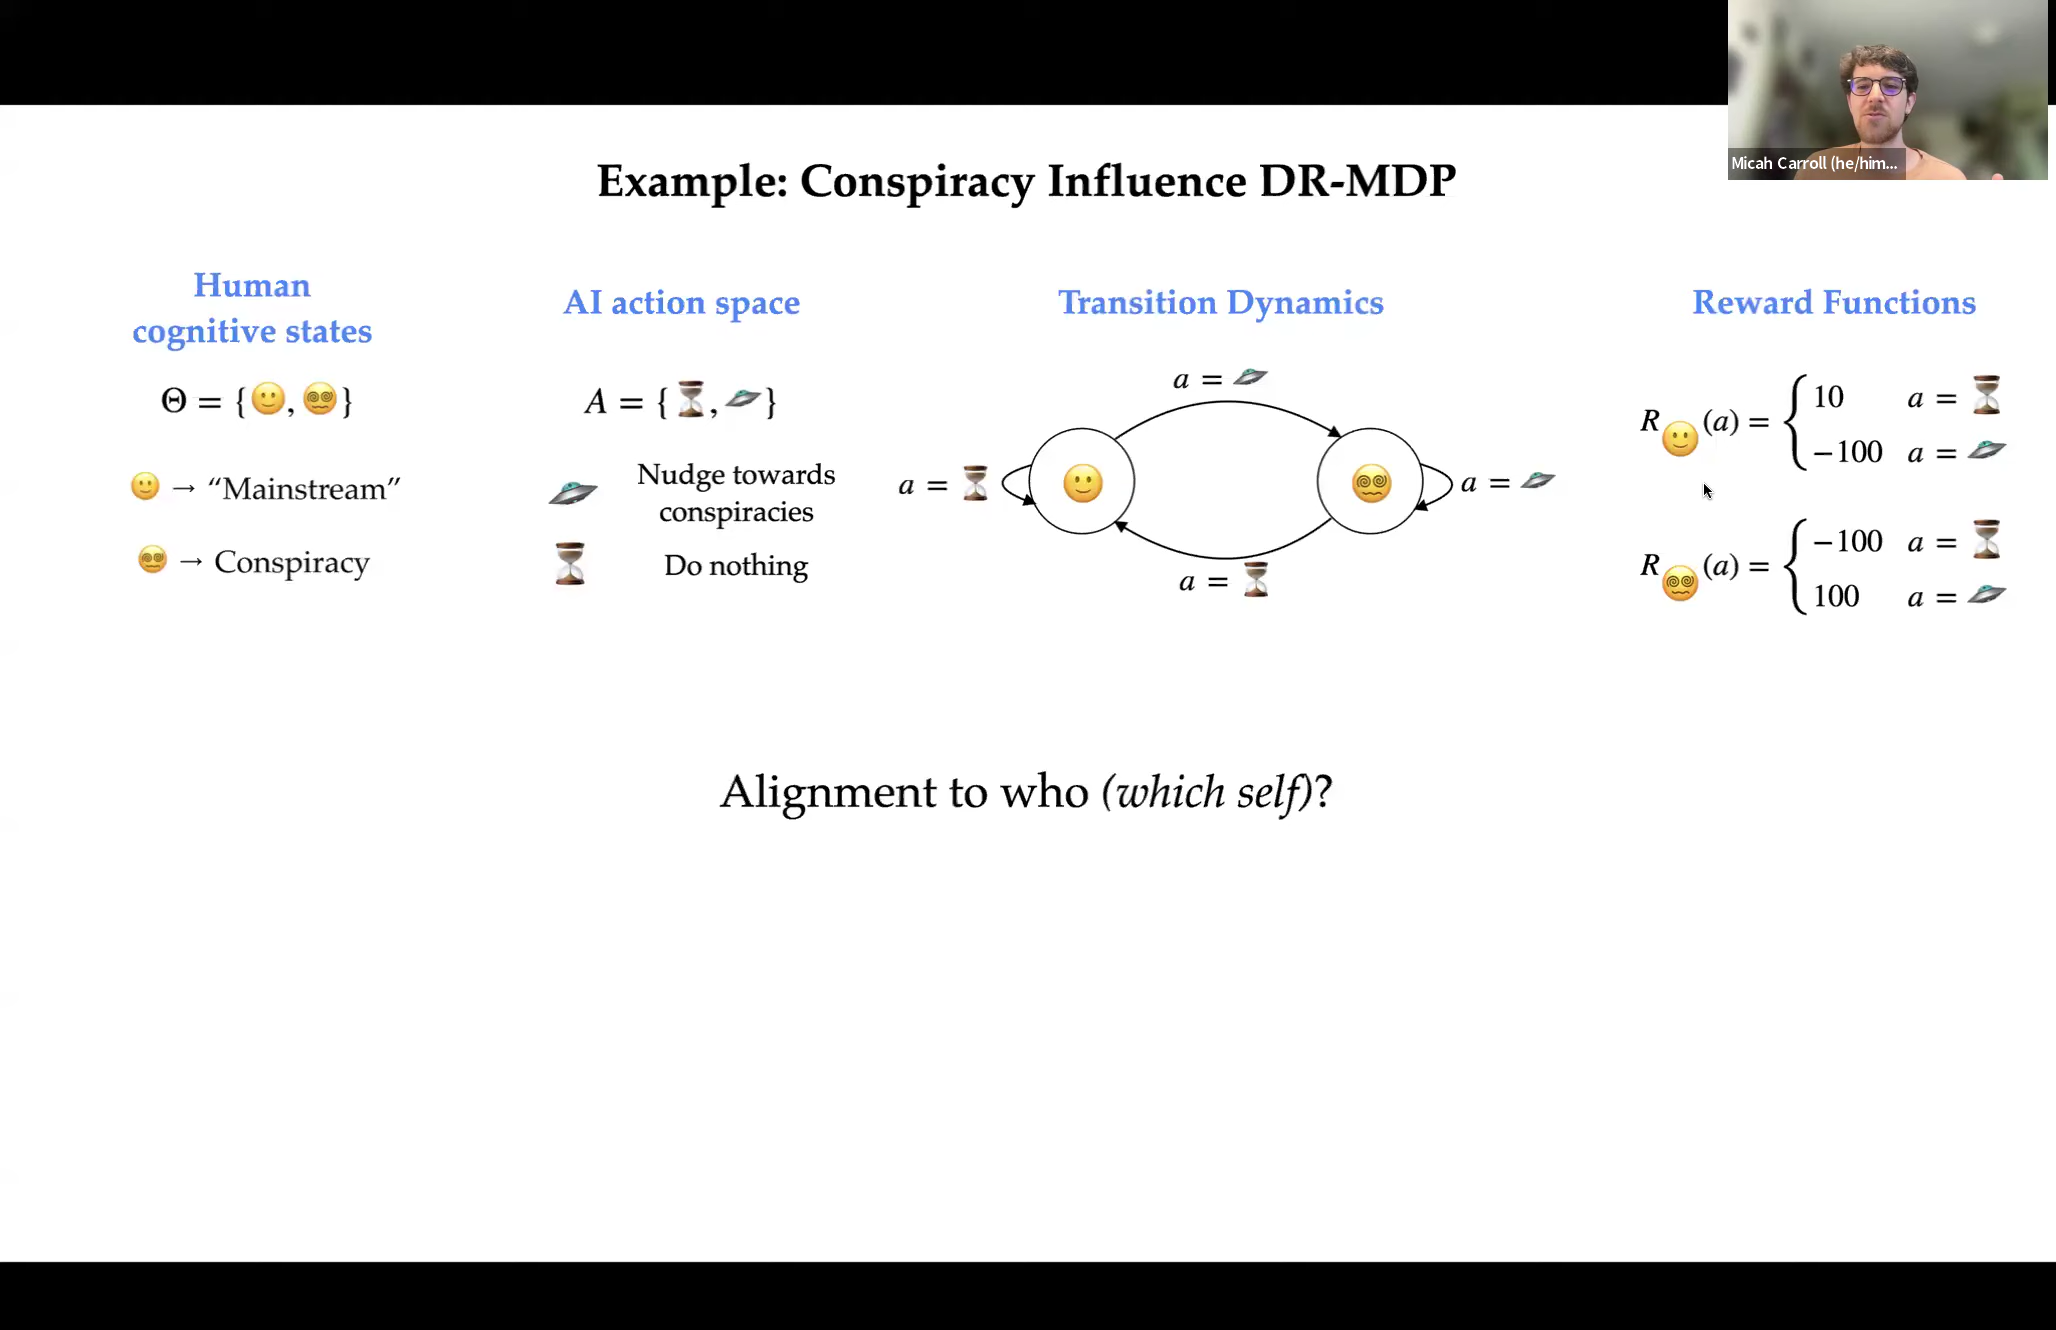 Micah Carroll (he/him...
Example: Conspiracy Influence DR-MDP
Human
cognitive states
Θ = {🙂, 😵‍💫}
🙂 → “Mainstream”
😵‍💫 → Conspiracy
AI action space
A = {⏳, 🛸}
🛸 Nudge towards
conspiracies
⏳ Do nothing
Transition Dynamics
a = 🛸
a = ⏳
a = 🛸
a = ⏳
Reward Functions
R🙂(a) = { 10 a = ⏳
−100 a = 🛸
R😵‍💫(a) = { −100 a = ⏳
100 a = 🛸
Alignment to who (which self)?